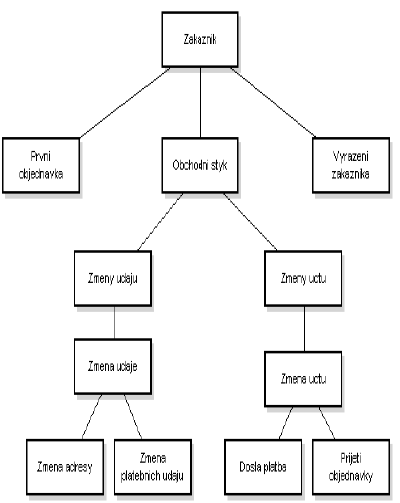 Zakaznik
Prvni
objednavka
Obchodni styk
Vyrazeni
zakaznika
Zmeny udaju
Zmeny uctu
Zmena udaje
Zmena uctu
Zmena adresy
Zmena
platebnich udaju
Dosla platba
Prijeti
objednavky